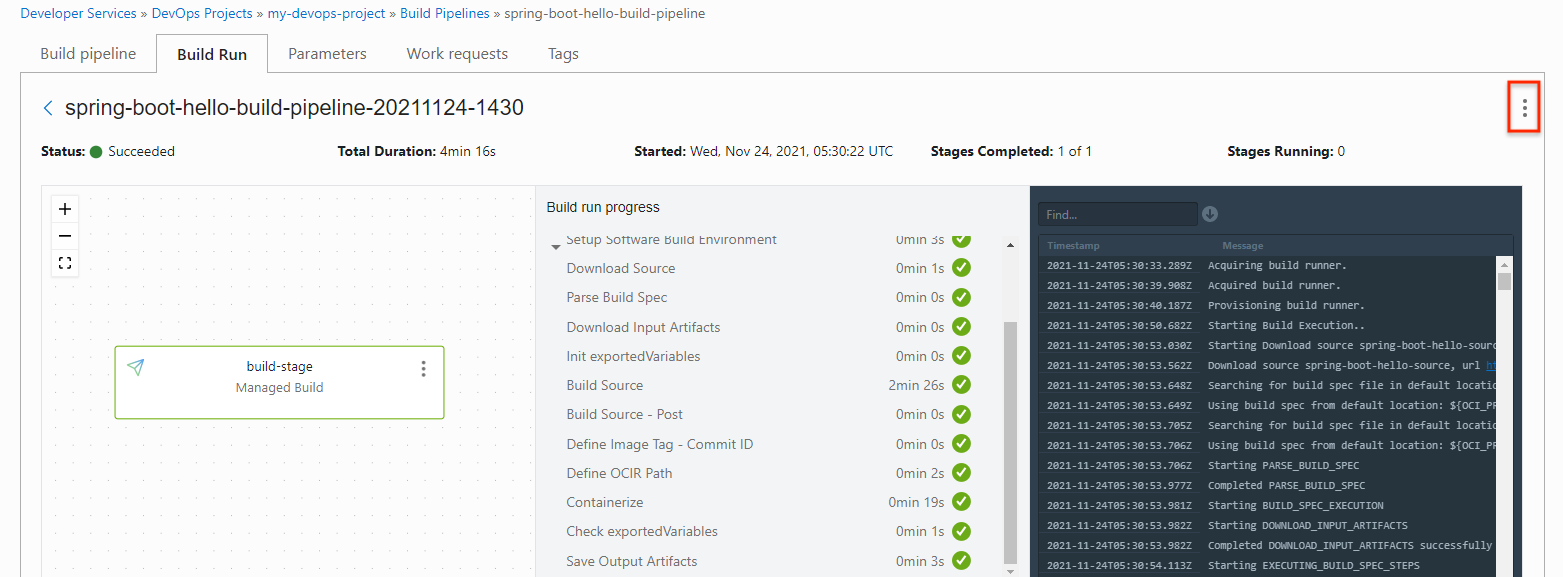 Developer Services » DevOps Projects » my-devops-project » Build Pipelines » spring-boot-hello-build-pipeline
Build pipeline Build Run Parameters Work requests Tags
spring-boot-hello-build-pipeline-20211124-1430
Status: Succeeded Total Duration: 4min 16s Started: Wed, Nov 24, 2021, 05:30:22 UTC Stages Completed: 1 of 1 Stages Running: 0
build-stage
Managed Build
Build run progress
Setup Software Build Environment 0min 3s
Download Source 0min 1s
Parse Build Spec 0min 0s
Download Input Artifacts 0min 0s
Init exportedVariables 0min 0s
Build Source 2min 26s
Build Source - Post 0min 0s
Define Image Tag - Commit ID 0min 0s
Define OCIR Path 0min 2s
Containerize 0min 19s
Check exportedVariables 0min 1s
Save Output Artifacts 0min 3s
Find...
Timestamp Message
2021-11-24T05:30:33.289Z Acquiring build runner.
2021-11-24T05:30:39.908Z Acquired build runner.
2021-11-24T05:30:40.187Z Provisioning build runner.
2021-11-24T05:30:50.682Z Starting Build Execution..
2021-11-24T05:30:53.030Z Starting Download source spring-boot-hello-sourc
2021-11-24T05:30:53.562Z Download source spring-boot-hello-source, url ht
2021-11-24T05:30:53.648Z Searching for build spec file in default locatio
2021-11-24T05:30:53.649Z Using build spec from default location: ${OCI_PR
2021-11-24T05:30:53.705Z Searching for build spec file in default locatio
2021-11-24T05:30:53.706Z Using build spec from default location: ${OCI_PR
2021-11-24T05:30:53.706Z Starting PARSE_BUILD_SPEC
2021-11-24T05:30:53.977Z Completed PARSE_BUILD_SPEC
2021-11-24T05:30:53.981Z Starting BUILD_SPEC_EXECUTION
2021-11-24T05:30:53.982Z Starting DOWNLOAD_INPUT_ARTIFACTS
2021-11-24T05:30:53.982Z Completed DOWNLOAD_INPUT_ARTIFACTS successfully
2021-11-24T05:30:54.113Z Starting EXECUTING_BUILD_SPEC_STEPS